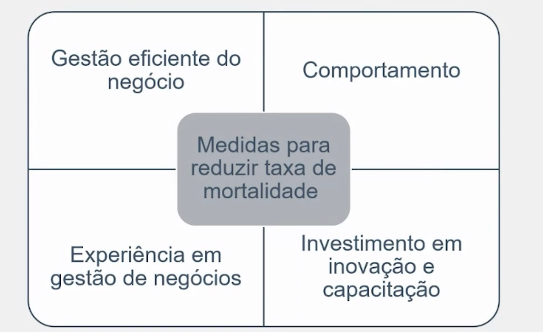 Gestão eficiente do
negócio
Comportamento
Medidas para
reduzir taxa de
mortalidade
Experiência em
gestão de negócios
Investimento em
inovação e
capacitação